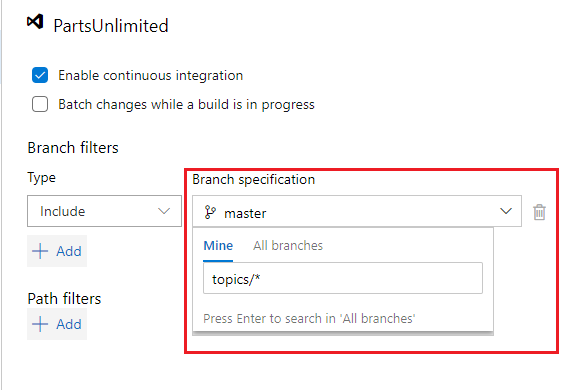 PartsUnlimited
Enable continuous integration
Batch changes while a build is in progress
Branch filters
Type
Branch specification
Include
master
Mine
All branches
+ Add
topics/*
Press Enter to search in 'All branches'
Path filters
+ Add